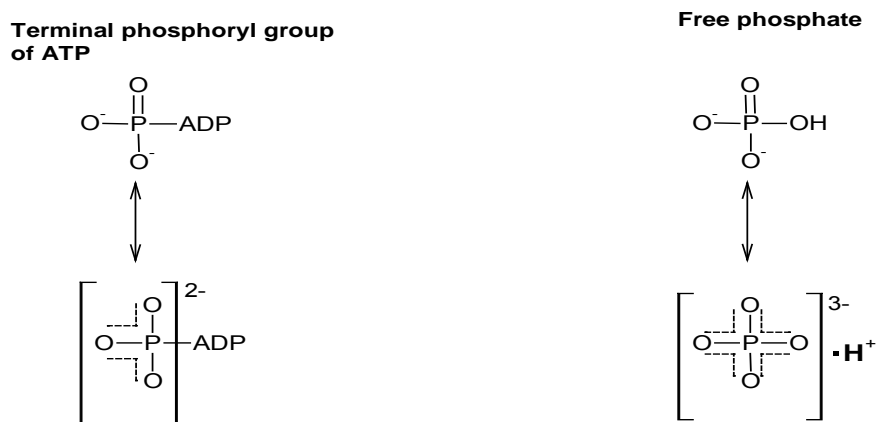 Terminal phosphoryl group
of ATP
Free phosphate
O
O⁻ P ADP
O⁻
O
O⁻ P OH
O⁻
2-
O
O P ADP
O
3-
O
O P O
O
· H⁺